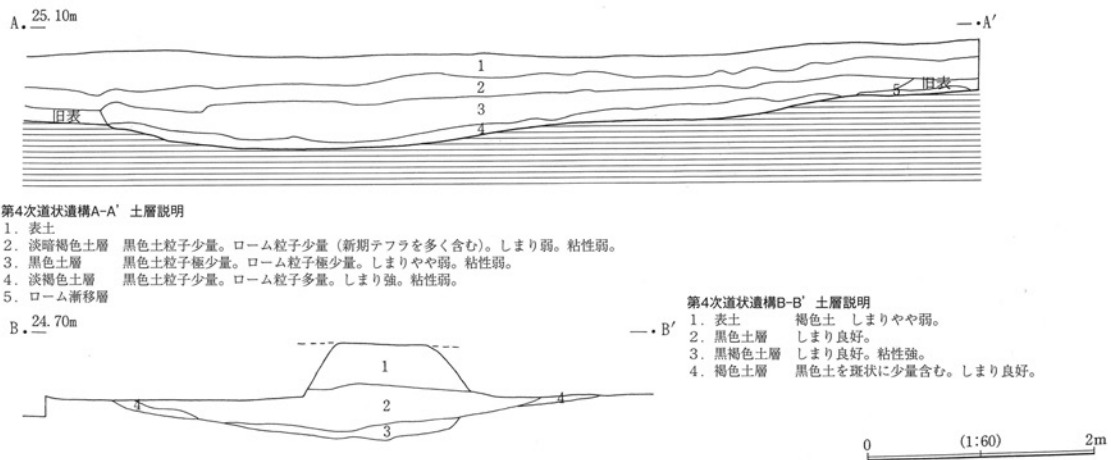 A. 25.10m
・A′
1
2
旧表
5
旧表
3
4
第4次道状遺構A-A′ 土層説明
1. 表土
2. 淡暗褐色土層 黒色土粒子少量。ローム粒子少量(新期テフラを多く含む)。しまり弱。粘性弱。
3. 黒色土層 黒色土粒子極少量。ローム粒子極少量。しまりやや弱。粘性弱。
4. 淡褐色土層 黒色土粒子少量。ローム粒子多量。しまり強。粘性弱。
5. ローム漸移層
第4次道状遺構B-B′ 土層説明
1. 表土 褐色土 しまりやや弱。
2. 黒色土層 しまり良好。
3. 黒褐色土層 しまり良好。粘性強。
4. 褐色土層 黒色土を斑状に少量含む。しまり良好。
B. 24.70m
・B′
1
4
2
4
3
0 (1:60) 2m